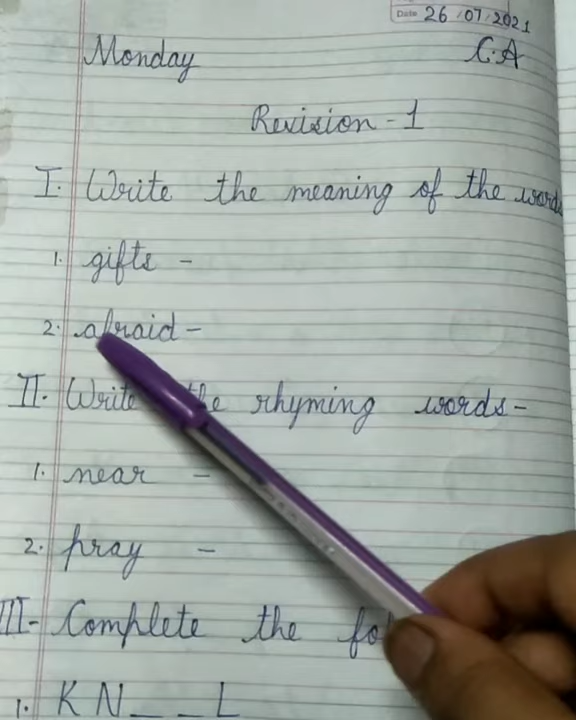 Date 26/07/2021
Monday C.A
Revision - 1
I. Write the meaning of the words
1. gifts -
2. afraid -
II. Write the rhyming words -
1. near -
2. pray -
III- Complete the
1. K N _ _ L